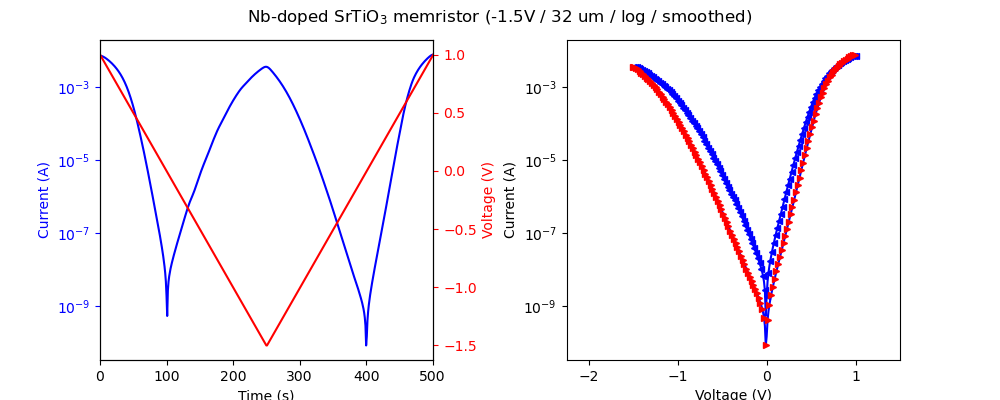 Nb-doped SrTiO₃ memristor (-1.5V / 32 um / log / smoothed)
Current (A)
10⁻³
10⁻⁵
10⁻⁷
10⁻⁹
0 100 200 300 400 500
Time (s)
1.0
0.5
0.0
−0.5
−1.0
−1.5
Voltage (V)
Current (A)
10⁻³
10⁻⁵
10⁻⁷
10⁻⁹
−2 −1 0 1
Voltage (V)